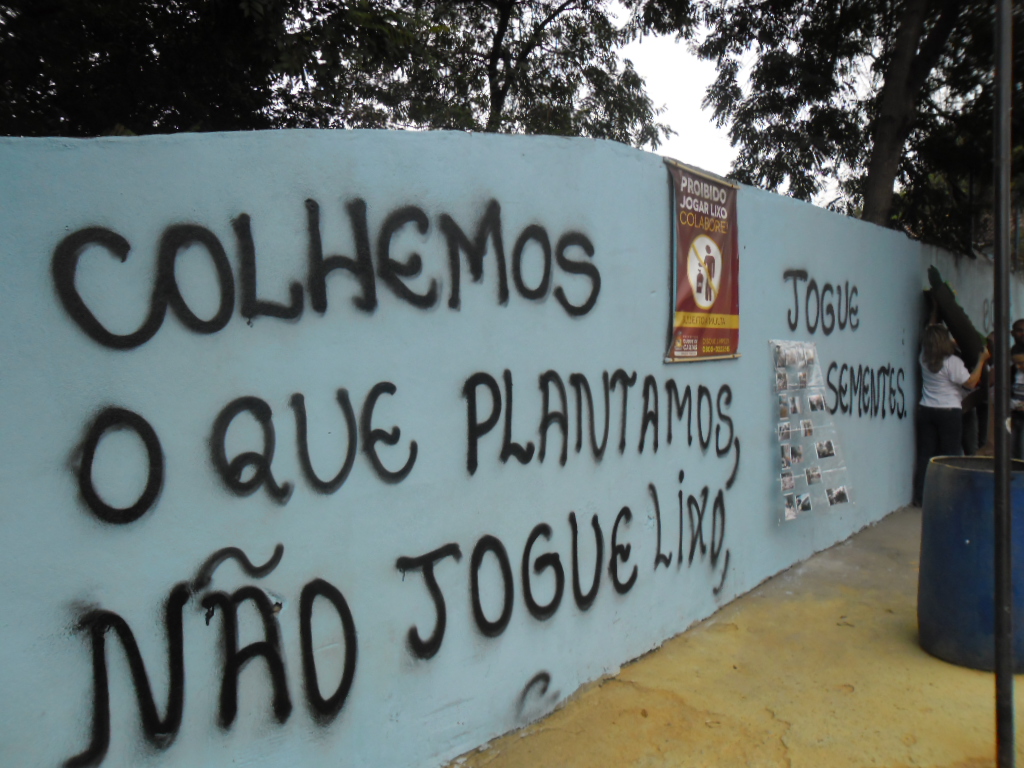 COLHEMOS
O QUE PLANTAMOS,
NÃO JOGUE LIXO,
JOGUE
SEMENTES.
PROIBIDO
JOGAR LIXO
COLABORE!